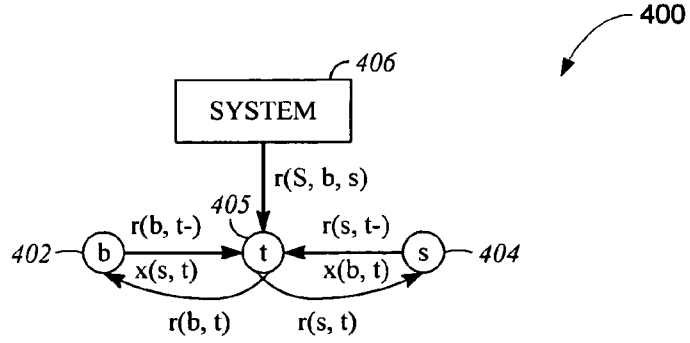 400
406
SYSTEM
r(S, b, s)
405
r(b, t-)
r(s, t-)
402
b
t
s
404
x(s, t)
x(b, t)
r(b, t)
r(s, t)